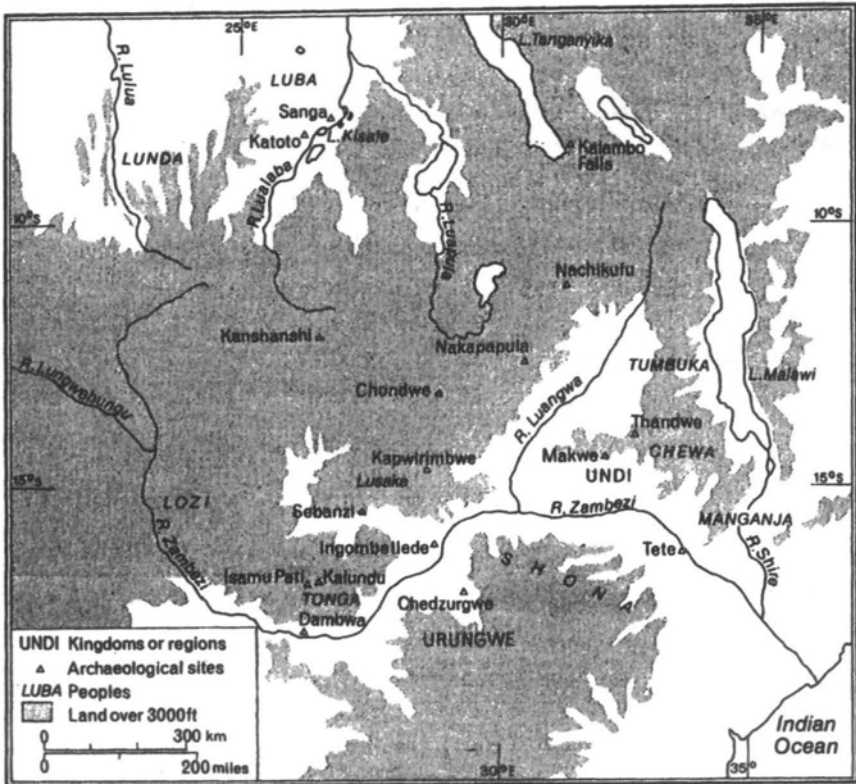 25°E
30°E
35°E
R. Lulua
LUBA
L. Tanganyika
Sanga
Katoto
L. Kisale
Kalambo
Falls
LUNDA
R. Lualaba
R. Luapula
10°S
10°S
Nachikufu
Kanshanshi
Nakapapula
TUMBUKA
L. Malawi
R. Lungwebungu
Chondwe
R. Luangwa
Thandwe
CHEWA
Kapwirimbwe
Lusaka
Makwe
UNDI
15°S
15°S
LOZI
Sebanzi
R. Zambezi
MANGANJA
R. Zambezi
Ingombe Ilede
Tete
R. Shire
Isamu Pati
Kalundu
TONGA
SHONA
Dambwa
Chedzurgwe
URUNGWE
UNDI Kingdoms or regions
Archaeological sites
LUBA Peoples
Land over 3000ft
0 300 km
0 200 miles
30°E
35°
Indian
Ocean